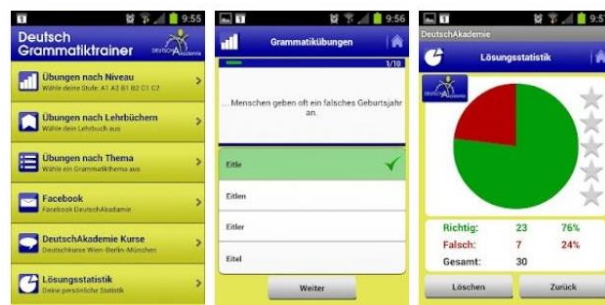 9:55
Deutsch
Grammatiktrainer
Übungen nach Niveau
Wähle deine Stufe: A1 A2 B1 B2 C1 C2
Übungen nach Lehrbüchern
Wähle dein Lehrbuch aus
Übungen nach Thema
Wähle ein Grammatikthema aus
Facebook
Facebook DeutschAkademie
DeutschAkademie Kurse
Deutschkurse Wien-Berlin-München
Lösungsstatistik
Deine persönliche Statistik
9:56
Grammatikübungen
1/10
... Menschen geben oft ein falsches Geburtsjahr
an.
Eitle
Eitlen
Eitler
Eitel
Weiter
DeutschAkademie
Lösungsstatistik
Richtig: 23 76%
Falsch: 7 24%
Gesamt: 30
Löschen Zurück